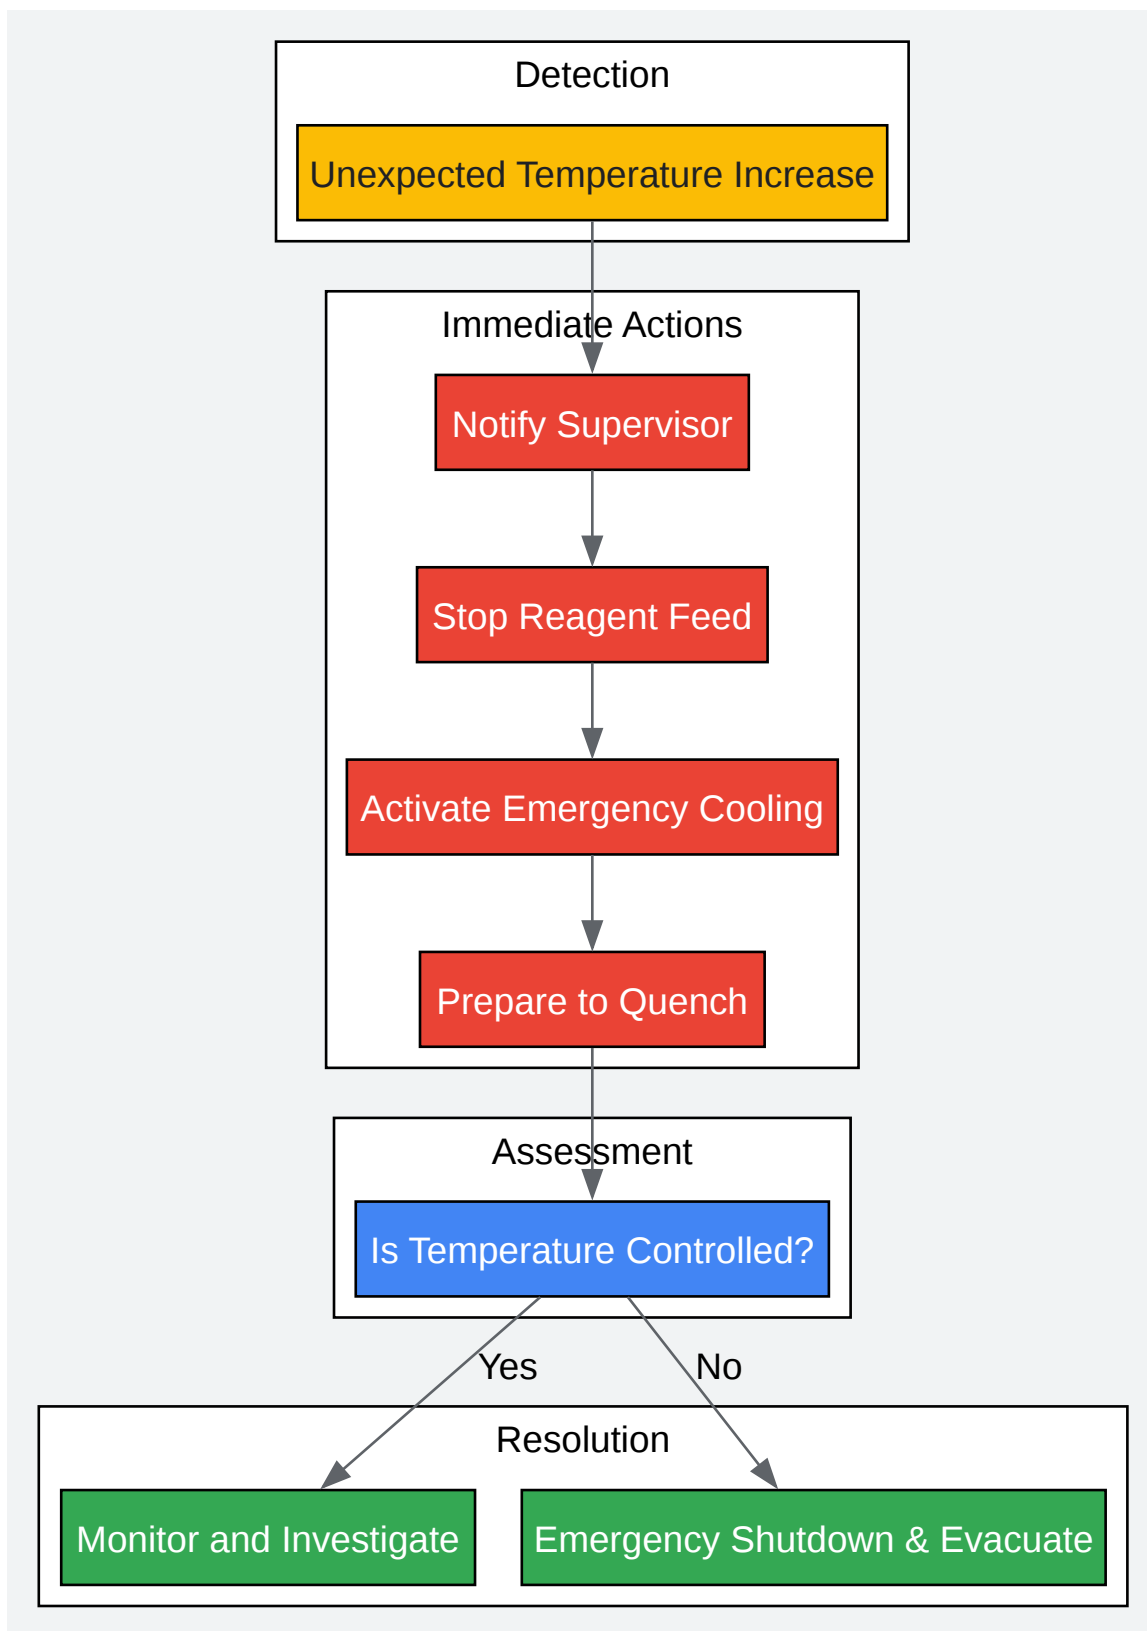 Detection
Unexpected Temperature Increase
Immediate Actions
Notify Supervisor
Stop Reagent Feed
Activate Emergency Cooling
Prepare to Quench
Assessment
Is Temperature Controlled?
Yes
No
Resolution
Monitor and Investigate
Emergency Shutdown & Evacuate